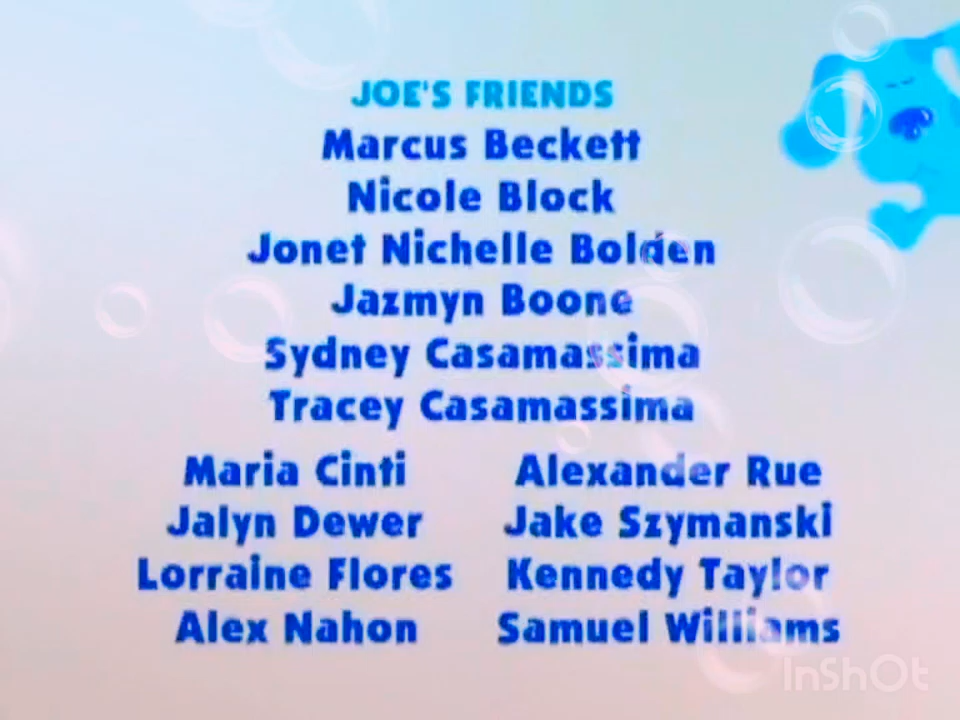 JOE'S FRIENDS
Marcus Beckett
Nicole Block
Jonet Nichelle Bolden
Jazmyn Boone
Sydney Casamassima
Tracey Casamassima
Maria Cinti
Jalyn Dewer
Lorraine Flores
Alex Nahon
Alexander Rue
Jake Szymanski
Kennedy Taylor
Samuel Williams
InShOt